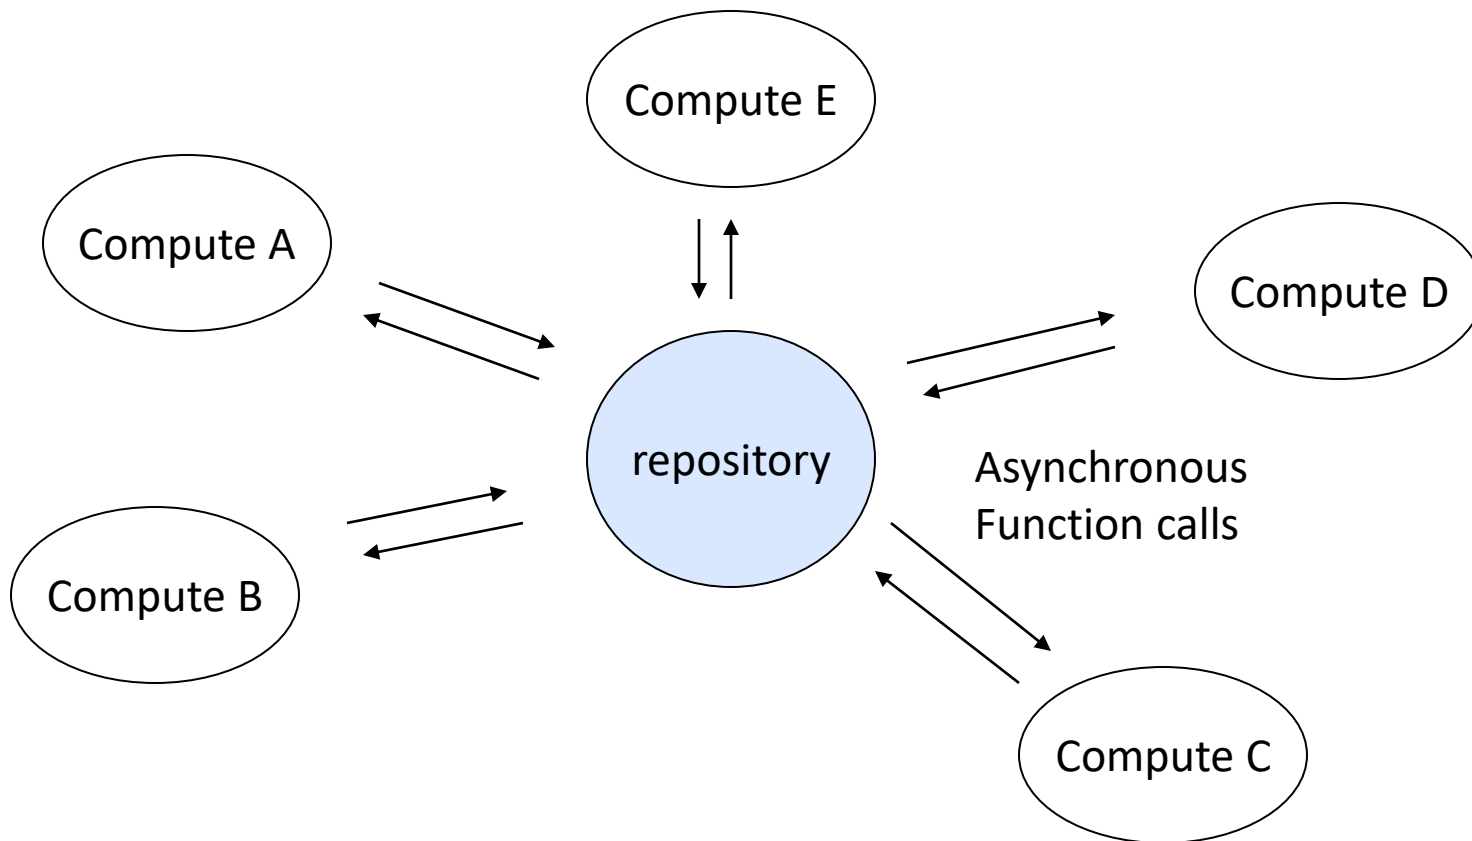 Compute E
Compute A
Compute D
repository
Asynchronous
Function calls
Compute B
Compute C